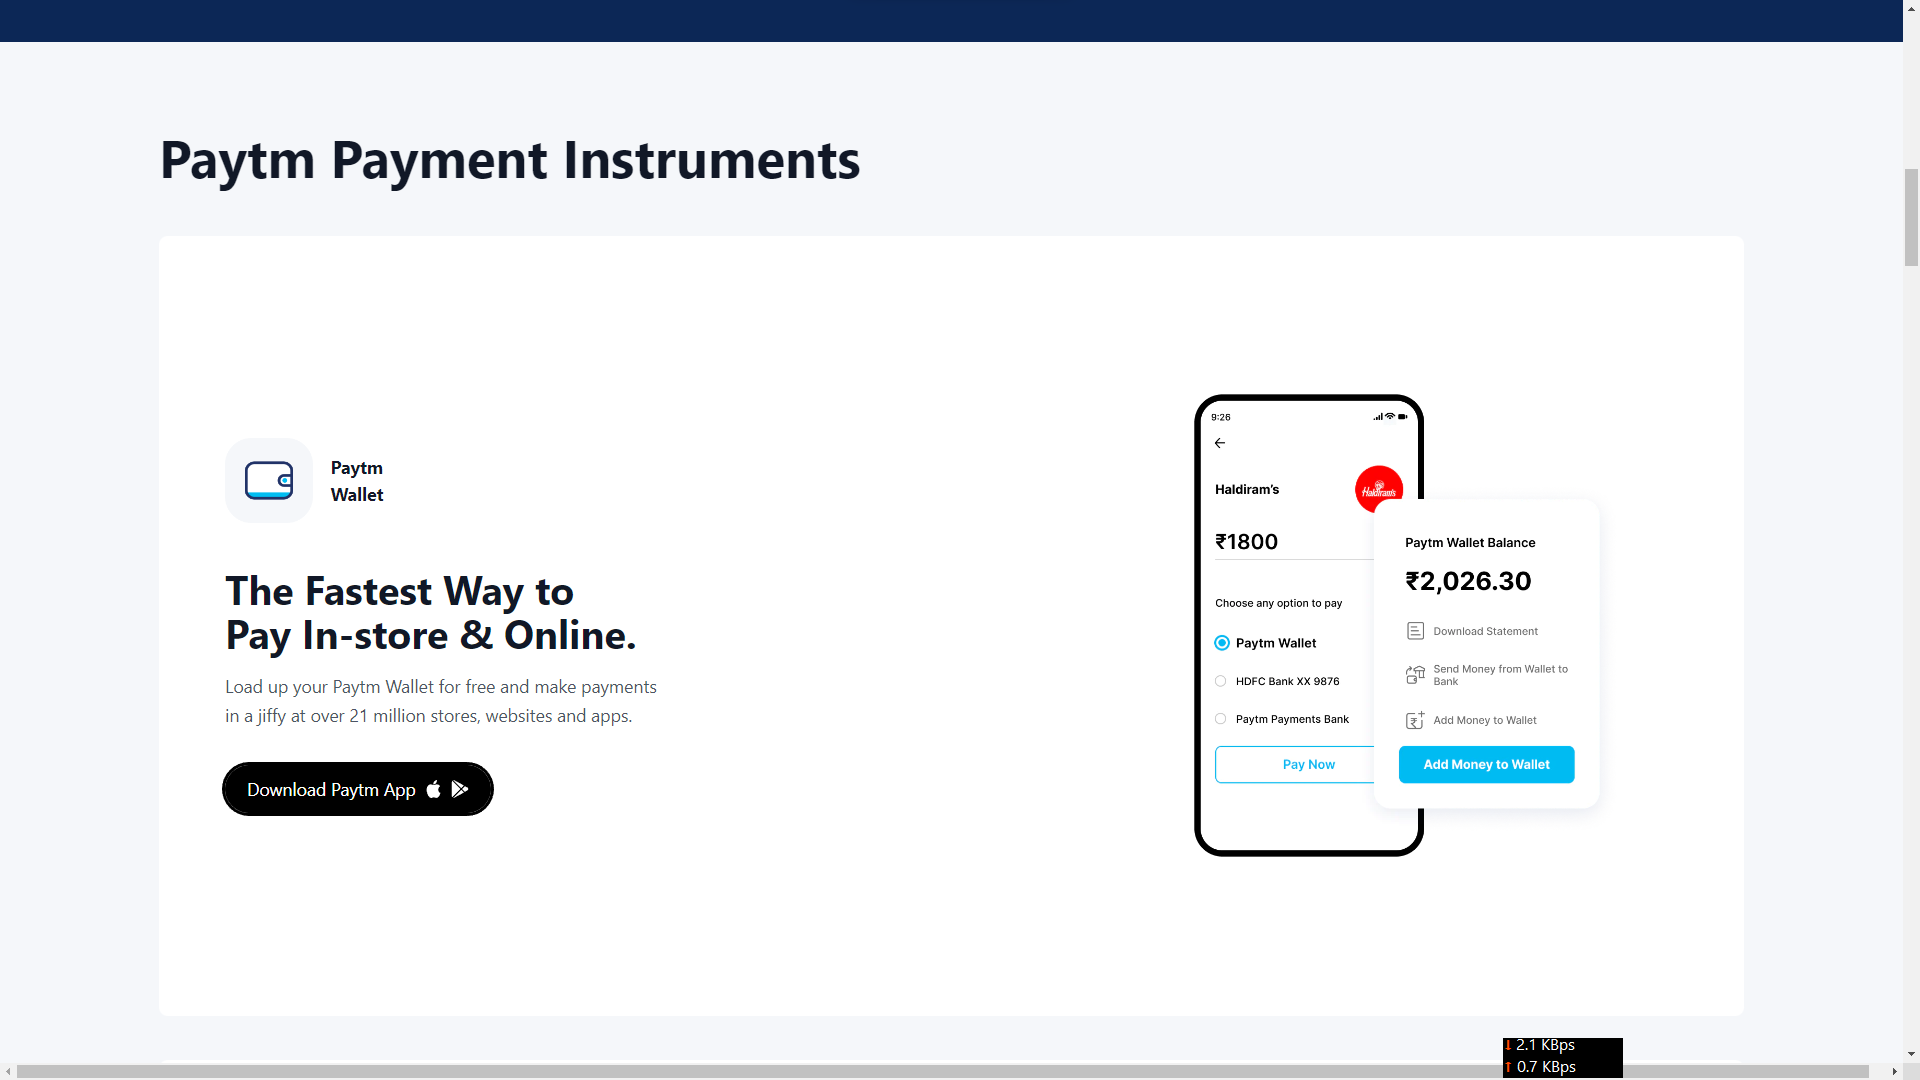 Paytm Payment Instruments
Paytm
Wallet
The Fastest Way to
Pay In-store & Online.
Load up your Paytm Wallet for free and make payments
in a jiffy at over 21 million stores, websites and apps.
Download Paytm App
9:26
Haldiram's
Haldiram's
₹1800
Choose any option to pay
Paytm Wallet
HDFC Bank XX 9876
Paytm Payments Bank
Pay Now
Paytm Wallet Balance
₹2,026.30
Download Statement
Send Money from Wallet to
Bank
Add Money to Wallet
Add Money to Wallet
2.1 KBps
0.7 KBps